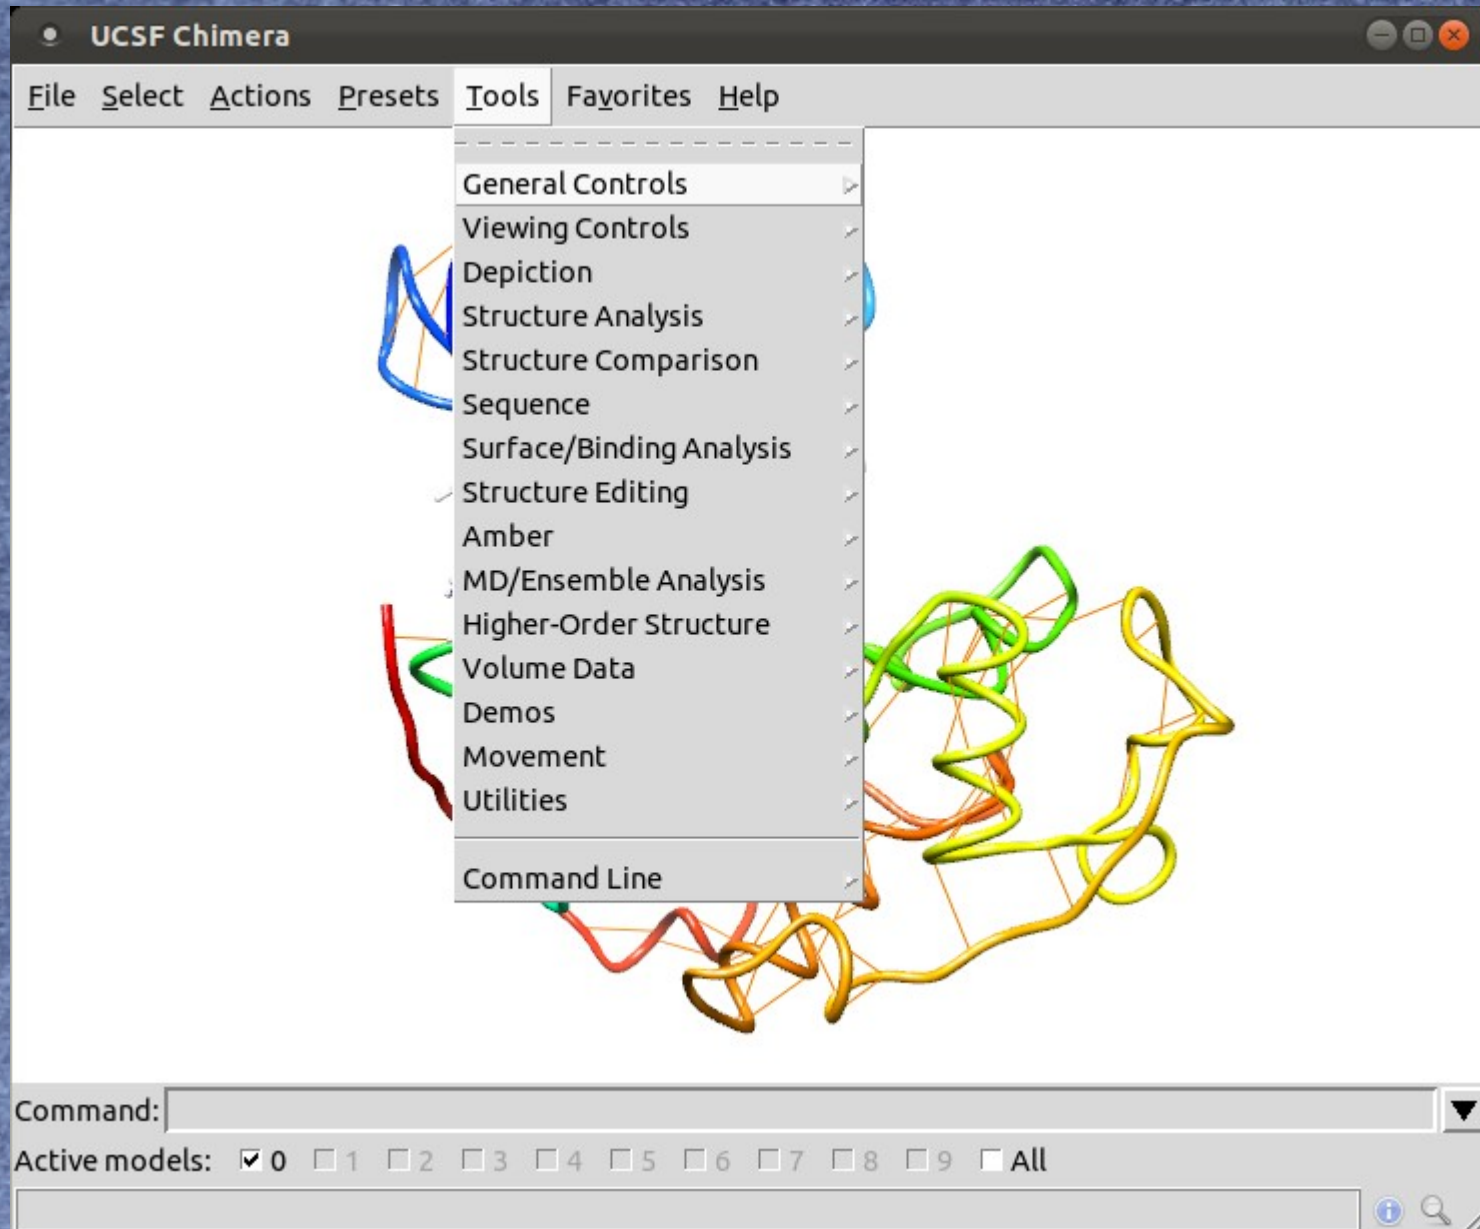 UCSF Chimera
File Select Actions Presets Tools Favorites Help
General Controls
Viewing Controls
Depiction
Structure Analysis
Structure Comparison
Sequence
Surface/Binding Analysis
Structure Editing
Amber
MD/Ensemble Analysis
Higher-Order Structure
Volume Data
Demos
Movement
Utilities
Command Line
Command:
Active models: 0 1 2 3 4 5 6 7 8 9 All